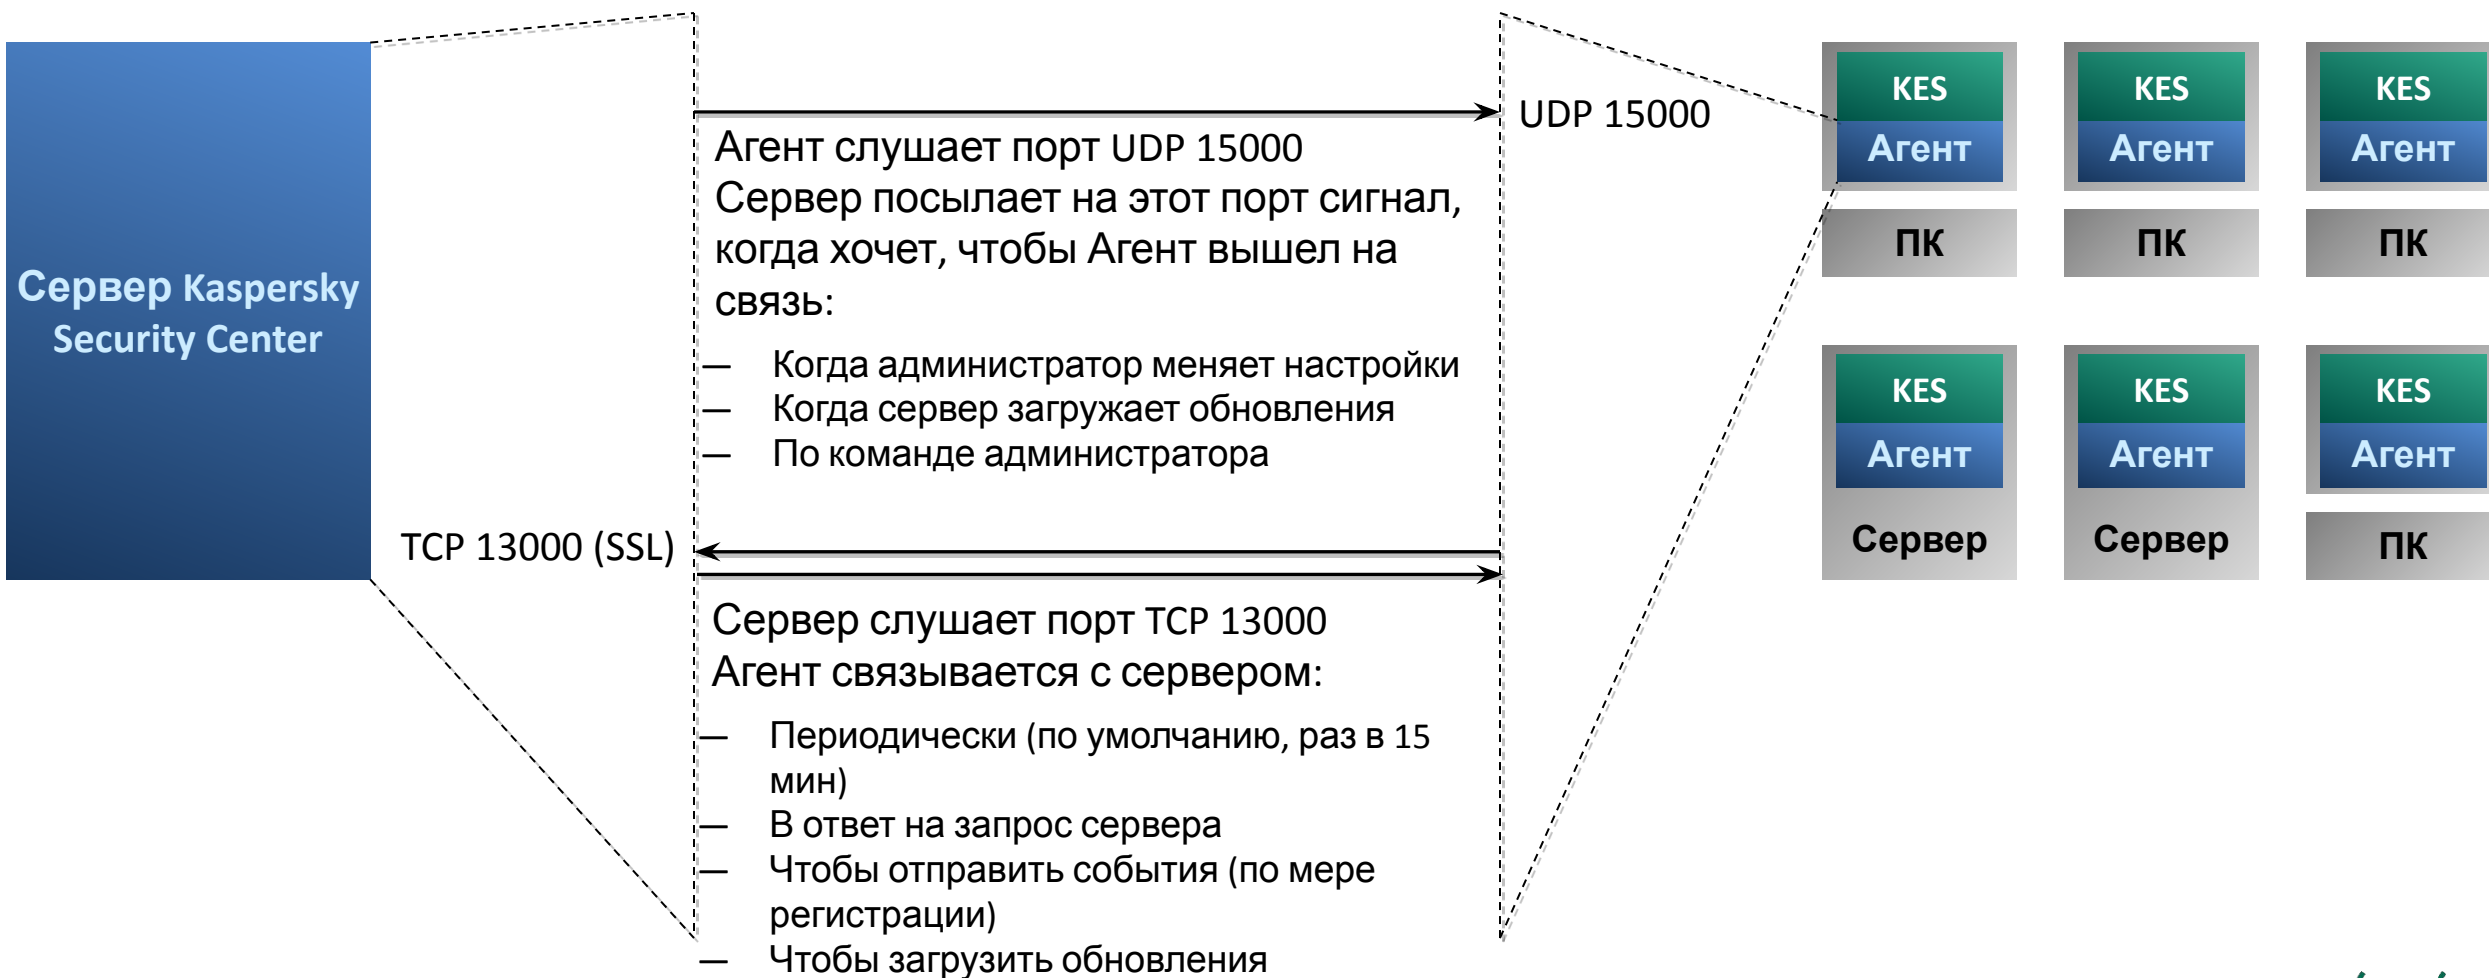 Сервер Kaspersky
Security Center
UDP 15000
Агент слушает порт UDP 15000
Сервер посылает на этот порт сигнал,
когда хочет, чтобы Агент вышел на
связь:
— Когда администратор меняет настройки
— Когда сервер загружает обновления
— По команде администратора
TCP 13000 (SSL)
Сервер слушает порт TCP 13000
Агент связывается с сервером:
— Периодически (по умолчанию, раз в 15
мин)
— В ответ на запрос сервера
— Чтобы отправить события (по мере
регистрации)
— Чтобы загрузить обновления
KES
Агент
ПК
KES
Агент
ПК
KES
Агент
ПК
KES
Агент
Сервер
KES
Агент
Сервер
KES
Агент
ПК